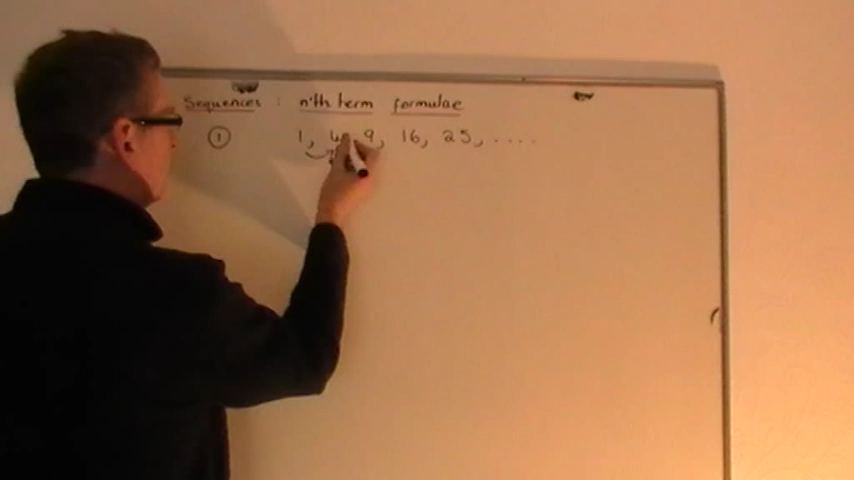 Sequences : n'th term formulae
① 1, 4, 9, 16, 25, ....